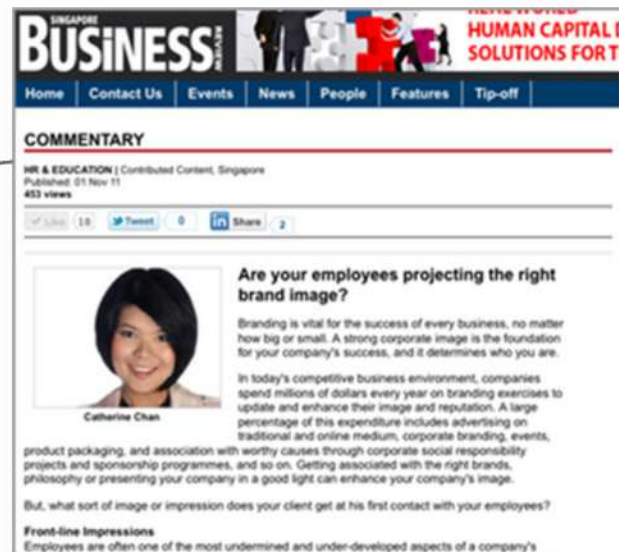 SINGAPORE
BUSINESS
REVIEW
HUMAN CAPITAL
SOLUTIONS FOR T
Home Contact Us Events News People Features Tip-off
COMMENTARY
HR & EDUCATION | Contributed Content, Singapore
Published: 01 Nov 11
453 views
Like 18 Tweet 0 in Share 2
Are your employees projecting the right
brand image?
Branding is vital for the success of every business, no matter
how big or small. A strong corporate image is the foundation
for your company's success, and it determines who you are.
In today's competitive business environment, companies
spend millions of dollars every year on branding exercises to
update and enhance their image and reputation. A large
percentage of this expenditure includes advertising on
traditional and online medium, corporate branding, events,
Catherine Chan
product packaging, and association with worthy causes through corporate social responsibility
projects and sponsorship programmes, and so on. Getting associated with the right brands,
philosophy or presenting your company in a good light can enhance your company's image.
But, what sort of image or impression does your client get at his first contact with your employees?
Front-line Impressions
Employees are often one of the most undermined and under-developed aspects of a company's